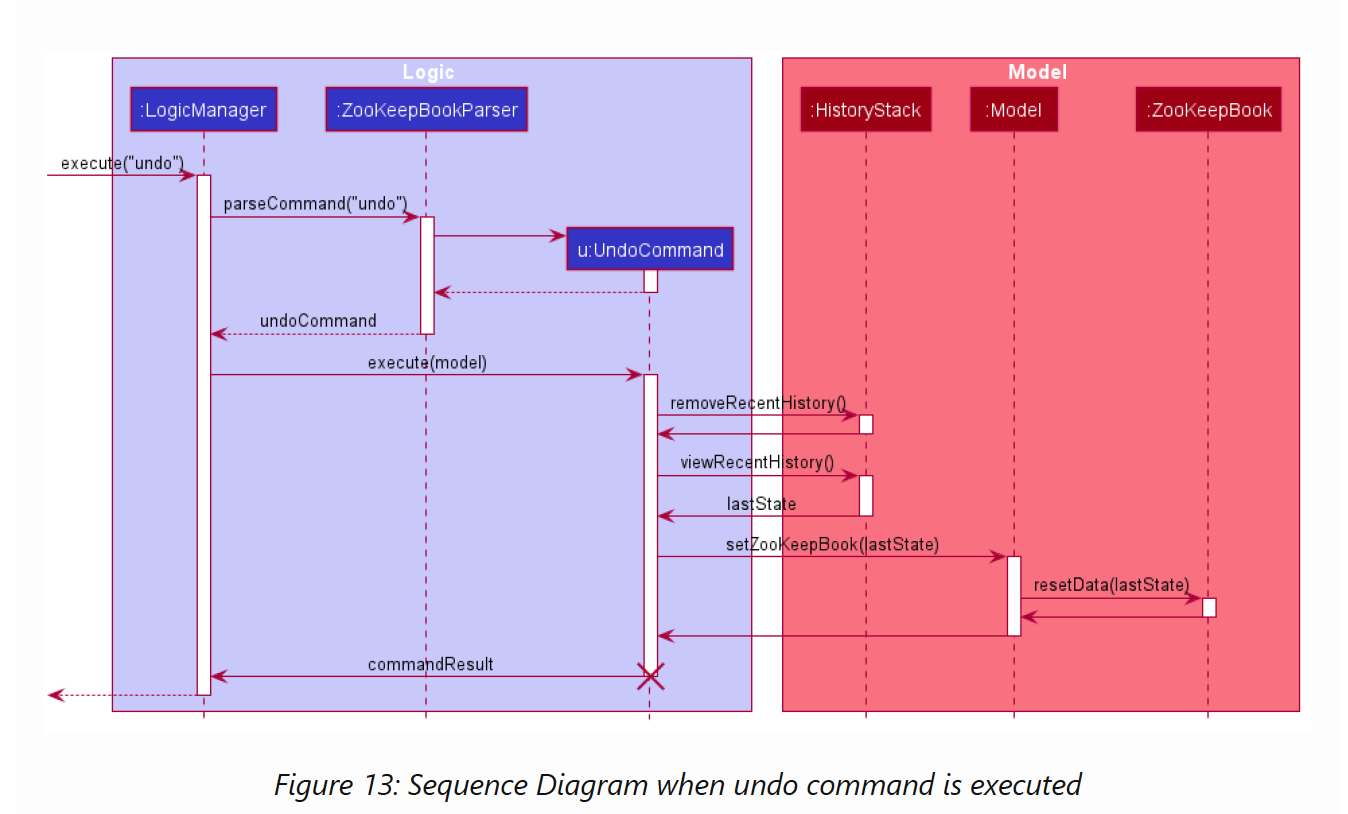 Logic
Model
:LogicManager
:ZooKeepBookParser
:HistoryStack
:Model
:ZooKeepBook
execute("undo")
parseCommand("undo")
u:UndoCommand
undoCommand
execute(model)
removeRecentHistory()
viewRecentHistory()
lastState
setZooKeepBook(lastState)
resetData(lastState)
commandResult
Figure 13: Sequence Diagram when undo command is executed